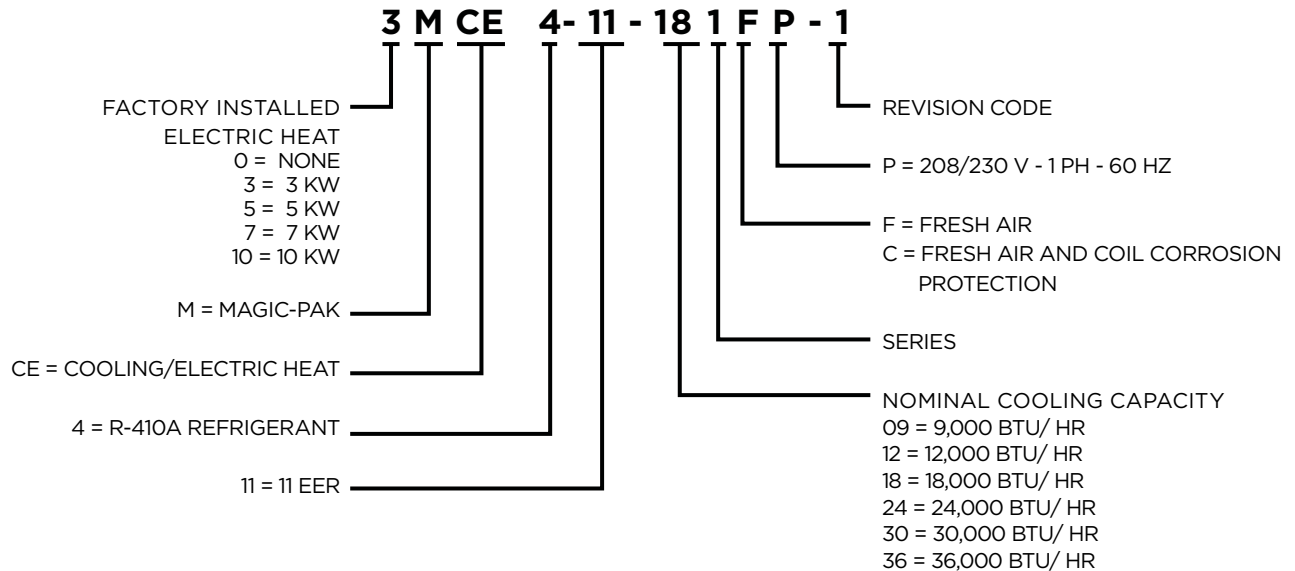 3 M CE 4- 11 - 18 1 F P - 1
FACTORY INSTALLED
ELECTRIC HEAT
0 = NONE
3 = 3 KW
5 = 5 KW
7 = 7 KW
10 = 10 KW
M = MAGIC-PAK
CE = COOLING/ELECTRIC HEAT
4 = R-410A REFRIGERANT
11 = 11 EER
REVISION CODE
P = 208/230 V - 1 PH - 60 HZ
F = FRESH AIR
C = FRESH AIR AND COIL CORROSION
PROTECTION
SERIES
NOMINAL COOLING CAPACITY
09 = 9,000 BTU/ HR
12 = 12,000 BTU/ HR
18 = 18,000 BTU/ HR
24 = 24,000 BTU/ HR
30 = 30,000 BTU/ HR
36 = 36,000 BTU/ HR